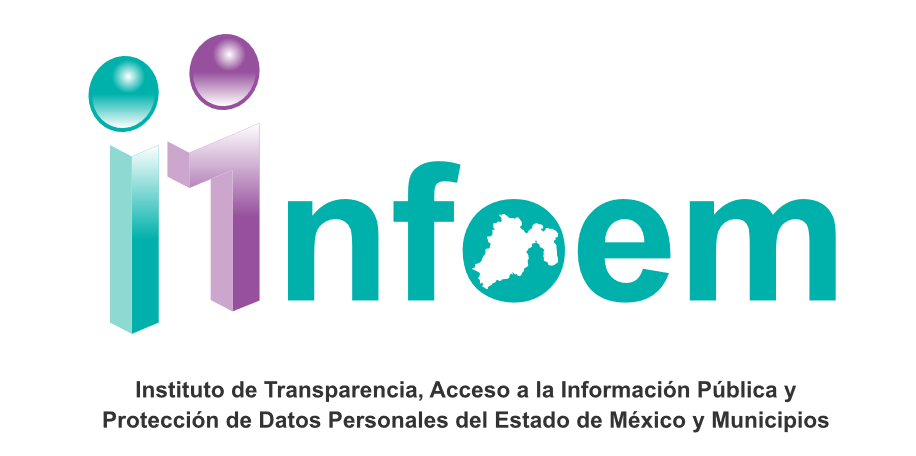 infoem
Instituto de Transparencia, Acceso a la Información Pública y
Protección de Datos Personales del Estado de México y Municipios